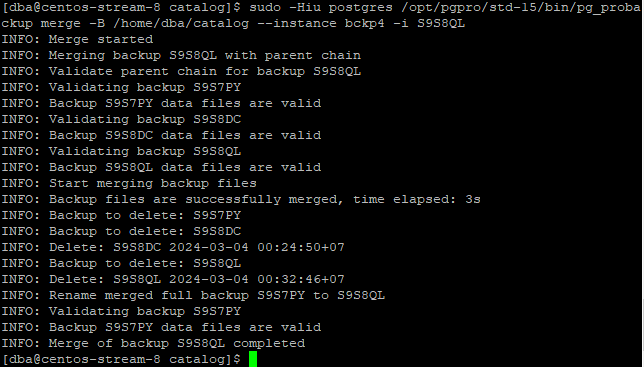 [dba@centos-stream-8 catalog]$ sudo -Hiu postgres /opt/pgpro/std-15/bin/pg_proba
ckup merge -B /home/dba/catalog --instance bckp4 -i S9S8QL
INFO: Merge started
INFO: Merging backup S9S8QL with parent chain
INFO: Validate parent chain for backup S9S8QL
INFO: Validating backup S9S7PY
INFO: Backup S9S7PY data files are valid
INFO: Validating backup S9S8DC
INFO: Backup S9S8DC data files are valid
INFO: Validating backup S9S8QL
INFO: Backup S9S8QL data files are valid
INFO: Start merging backup files
INFO: Backup files are successfully merged, time elapsed: 3s
INFO: Backup to delete: S9S7PY
INFO: Backup to delete: S9S8DC
INFO: Delete: S9S8DC 2024-03-04 00:24:50+07
INFO: Backup to delete: S9S8QL
INFO: Delete: S9S8QL 2024-03-04 00:32:46+07
INFO: Rename merged full backup S9S7PY to S9S8QL
INFO: Validating backup S9S7PY
INFO: Backup S9S7PY data files are valid
INFO: Merge of backup S9S8QL completed
[dba@centos-stream-8 catalog]$